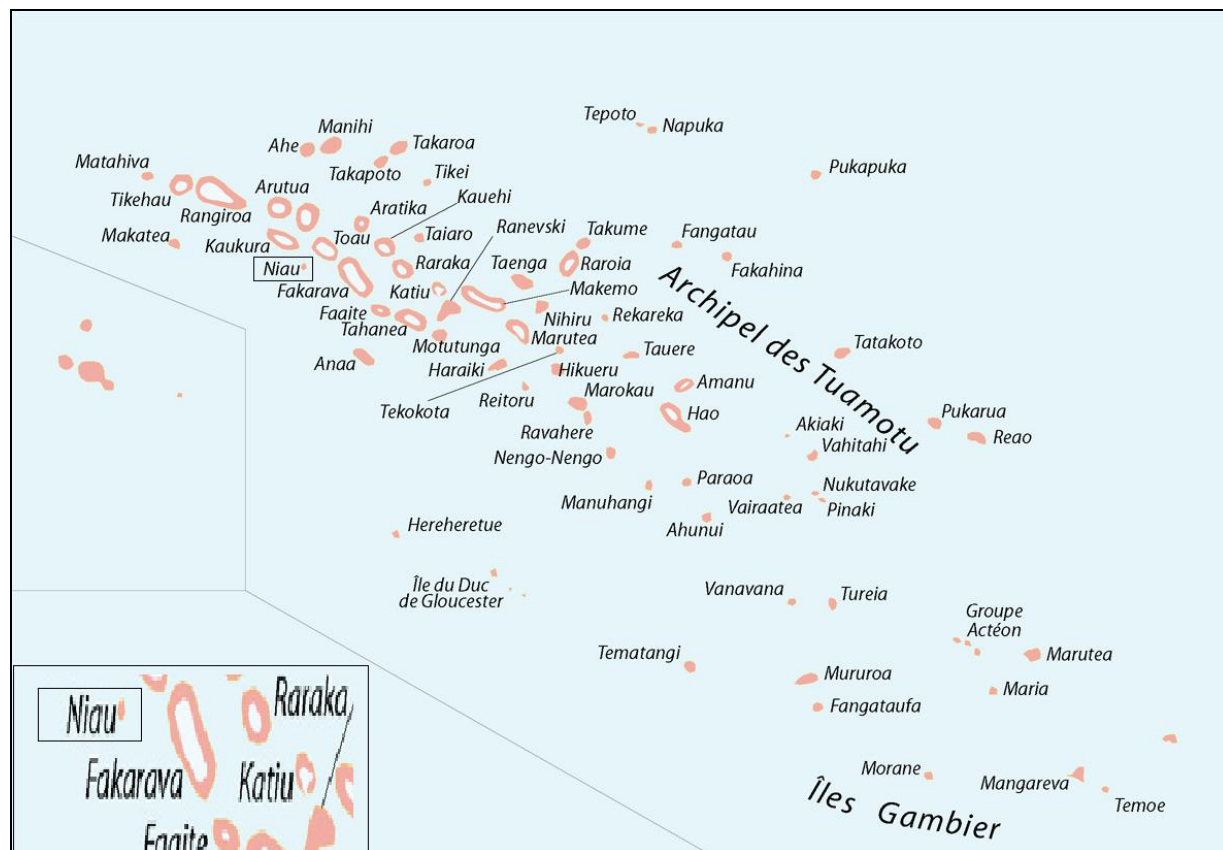 Tepoto
Napuka
Manihi
Ahe
Takaroa
Matahiva
Takapoto
Tikei
Pukapuka
Tikehau
Arutua
Kauehi
Rangiroa
Aratika
Ranevski
Takume
Makatea
Kaukura
Toau
Taiaro
Fangatau
Niau
Raraka
Taenga
Raroia
Fakahina
Fakarava
Katiu
Makemo
Archipel des Tuamotu
Faaite
Nihiru
Rekareka
Tahanea
Marutea
Anaa
Motutunga
Tauere
Tatakoto
Haraiki
Hikueru
Amanu
Tekokota
Reitoru
Marokau
Hao
Pukarua
Ravahere
Akiaki
Reao
Vahitahi
Nengo-Nengo
Paraoa
Nukutavake
Manuhangi
Vairaatea
Pinaki
Ahunui
Hereheretue
Île du Duc
de Gloucester
Vanavana
Tureia
Groupe
Actéon
Tematangi
Marutea
Mururoa
Maria
Fangataufa
Morane
Mangareva
Temoe
Îles Gambier
Niau
Raraka
Fakarava
Katiu
Faaite